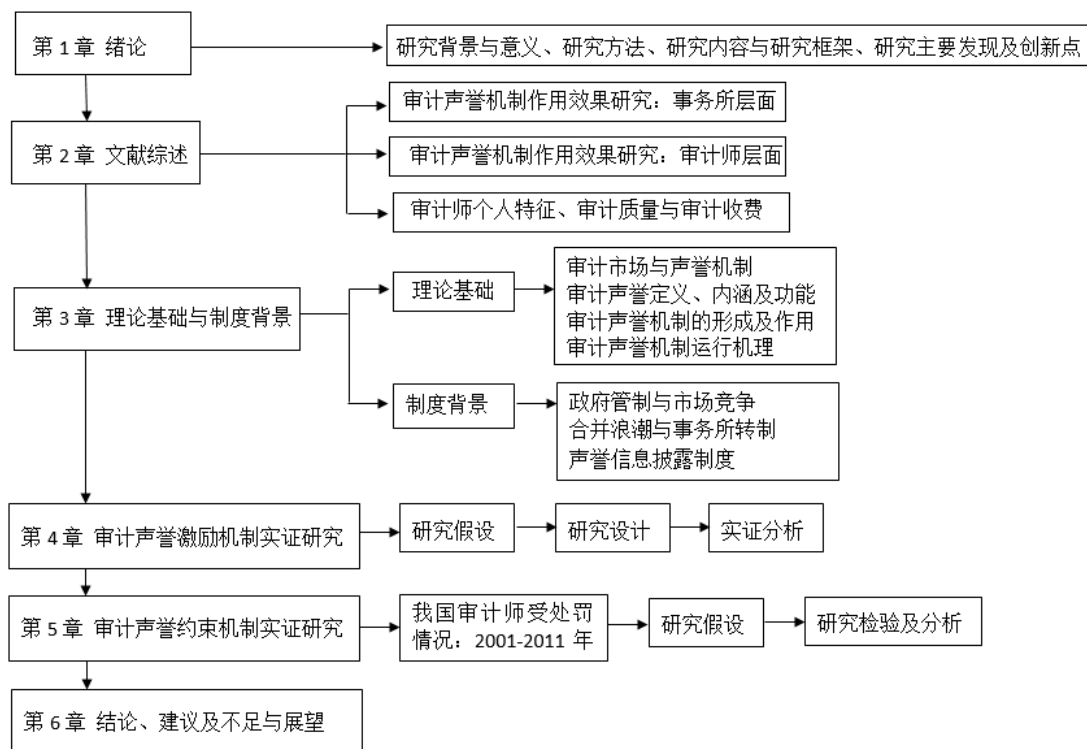 第1章 绪论
研究背景与意义、研究方法、研究内容与研究框架、研究主要发现及创新点
审计声誉机制作用效果研究：事务所层面
第2章 文献综述
审计声誉机制作用效果研究：审计师层面
审计师个人特征、审计质量与审计收费
第3章 理论基础与制度背景
理论基础
审计市场与声誉机制
审计声誉定义、内涵及功能
审计声誉机制的形成及作用
审计声誉机制运行机理
制度背景
政府管制与市场竞争
合并浪潮与事务所转制
声誉信息披露制度
第4章 审计声誉激励机制实证研究
研究假设
研究设计
实证分析
第5章 审计声誉约束机制实证研究
我国审计师受处罚
情况：2001-2011年
研究假设
研究检验及分析
第6章 结论、建议及不足与展望